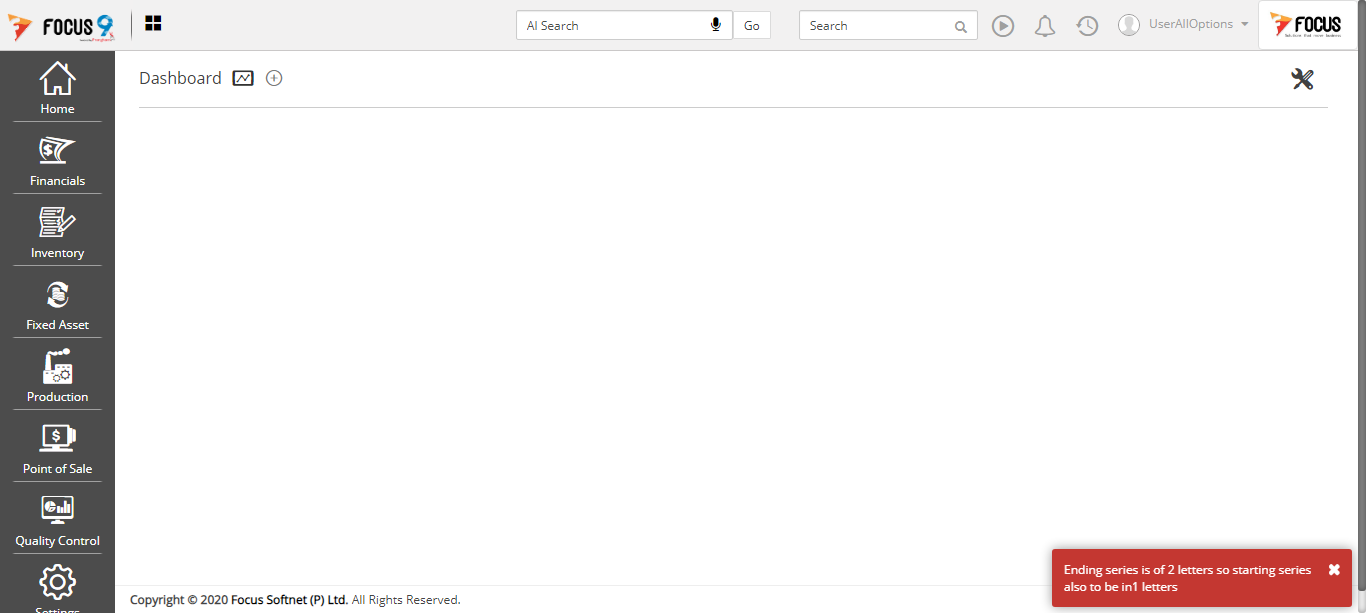 FOCUS 9
AI Search
Go
Search
UserAllOptions
FOCUS
Home
Financials
Inventory
Fixed Asset
Production
Point of Sale
Quality Control
Settings
Dashboard
Ending series is of 2 letters so starting series
also to be in1 letters
Copyright © 2020 Focus Softnet (P) Ltd. All Rights Reserved.